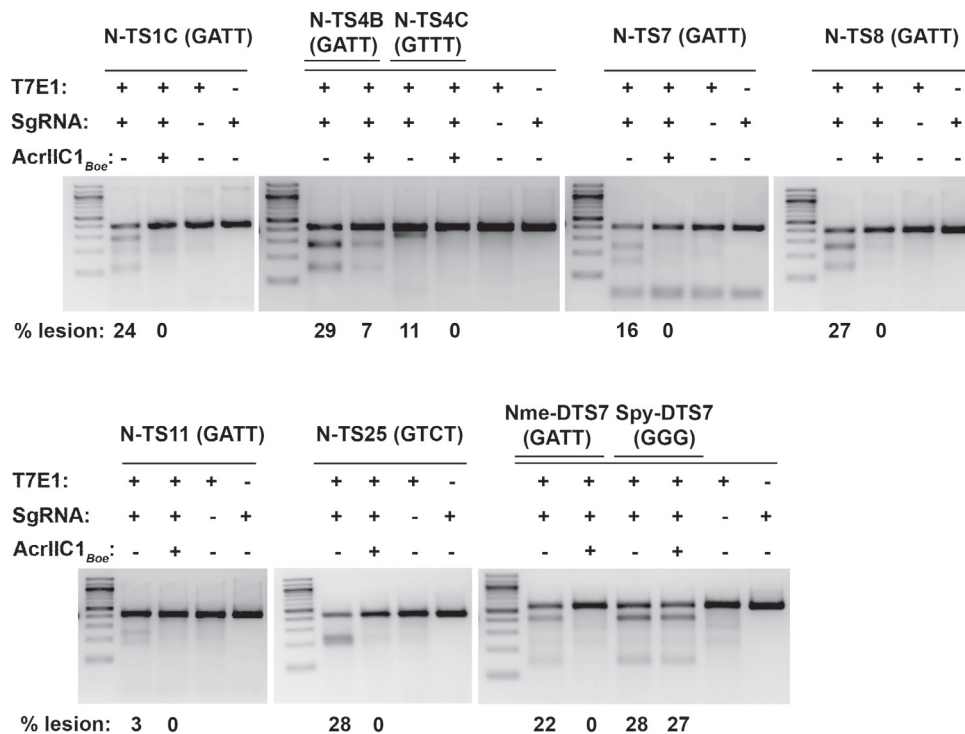 N-TS1C (GATT) N-TS4B (GATT) N-TS4C (GTTT) N-TS7 (GATT) N-TS8 (GATT)
T7E1: + + + - + + + + + - + + + - + + + -
SgRNA: + + - + + + + + - + + + - + + + - +
AcrIIC1Boe: - + - + - + - + - +
% lesion: 24 0 29 7 11 0 16 0 27 0
N-TS11 (GATT) N-TS25 (GTCT) Nme-DTS7 (GATT) Spy-DTS7 (GGG)
T7E1: + + + - + + + - + + + + + -
SgRNA: + + - + + + - + + + + + - +
AcrIIC1Boe: - + - + - + - +
% lesion: 3 0 28 0 22 0 28 27